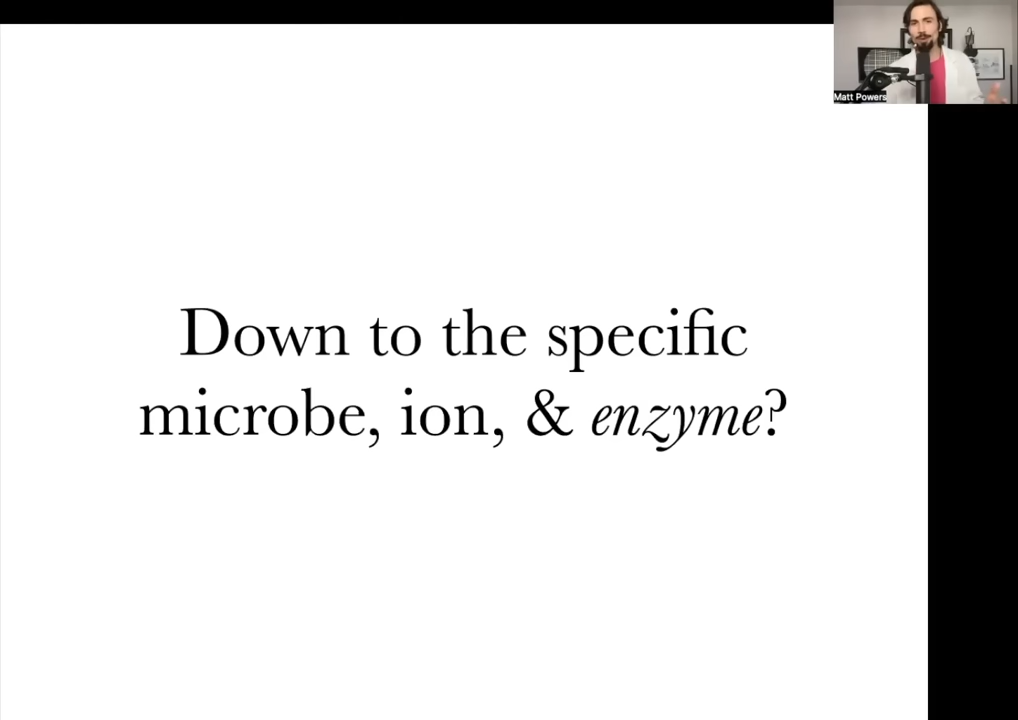 Matt Powers
Down to the specific
microbe, ion, & enzyme?